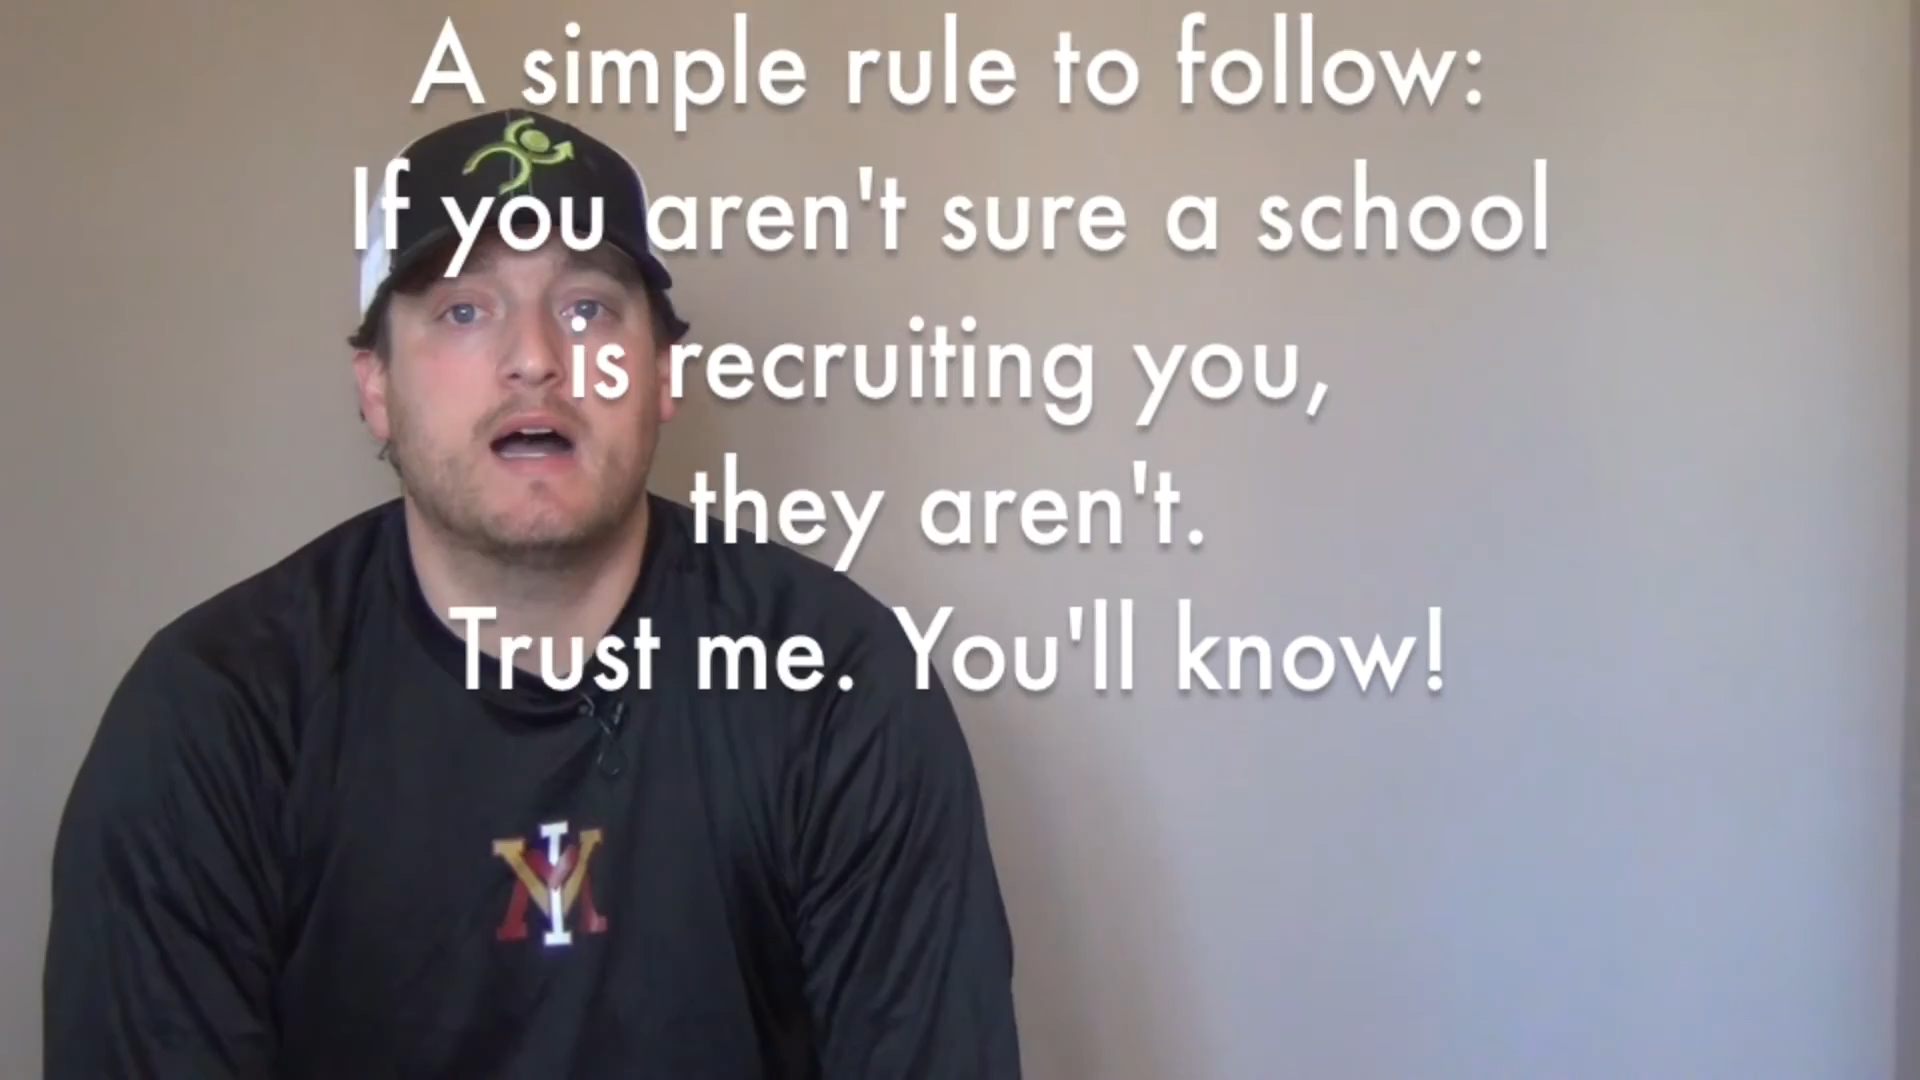 A simple rule to follow:
If you aren't sure a school
is recruiting you,
they aren't.
Trust me. You'll know!
VMI